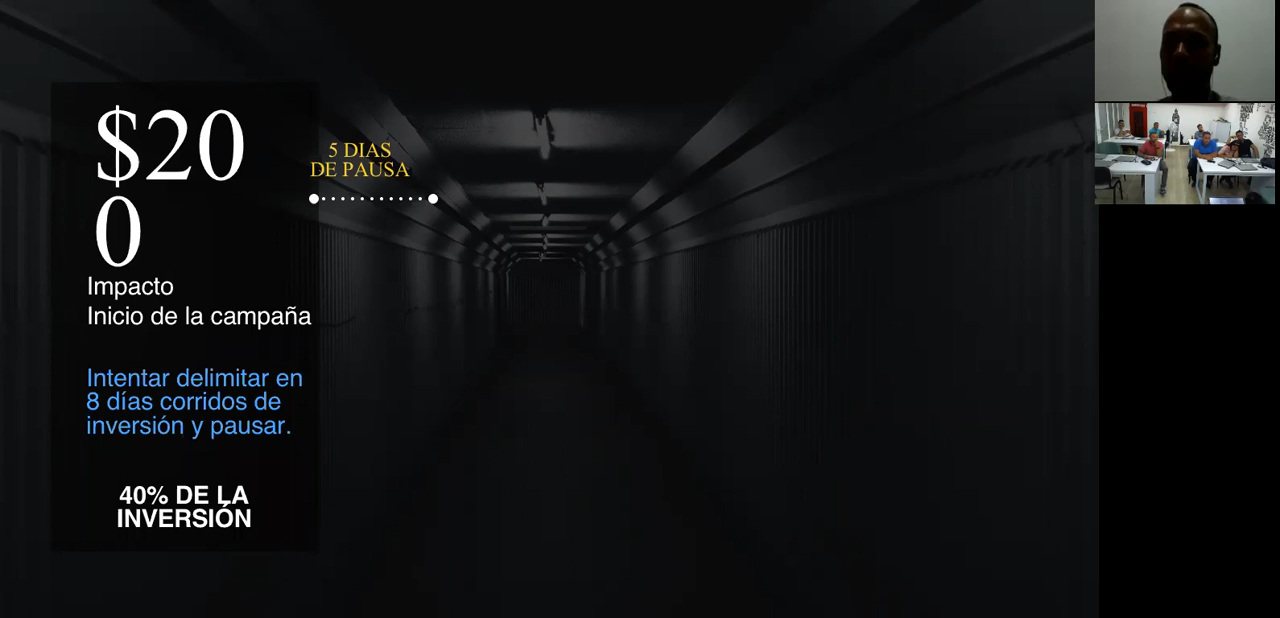 $20
0
Impacto
Inicio de la campaña
Intentar delimitar en
8 días corridos de
inversión y pausar.
40% DE LA
INVERSIÓN
5 DIAS
DE PAUSA